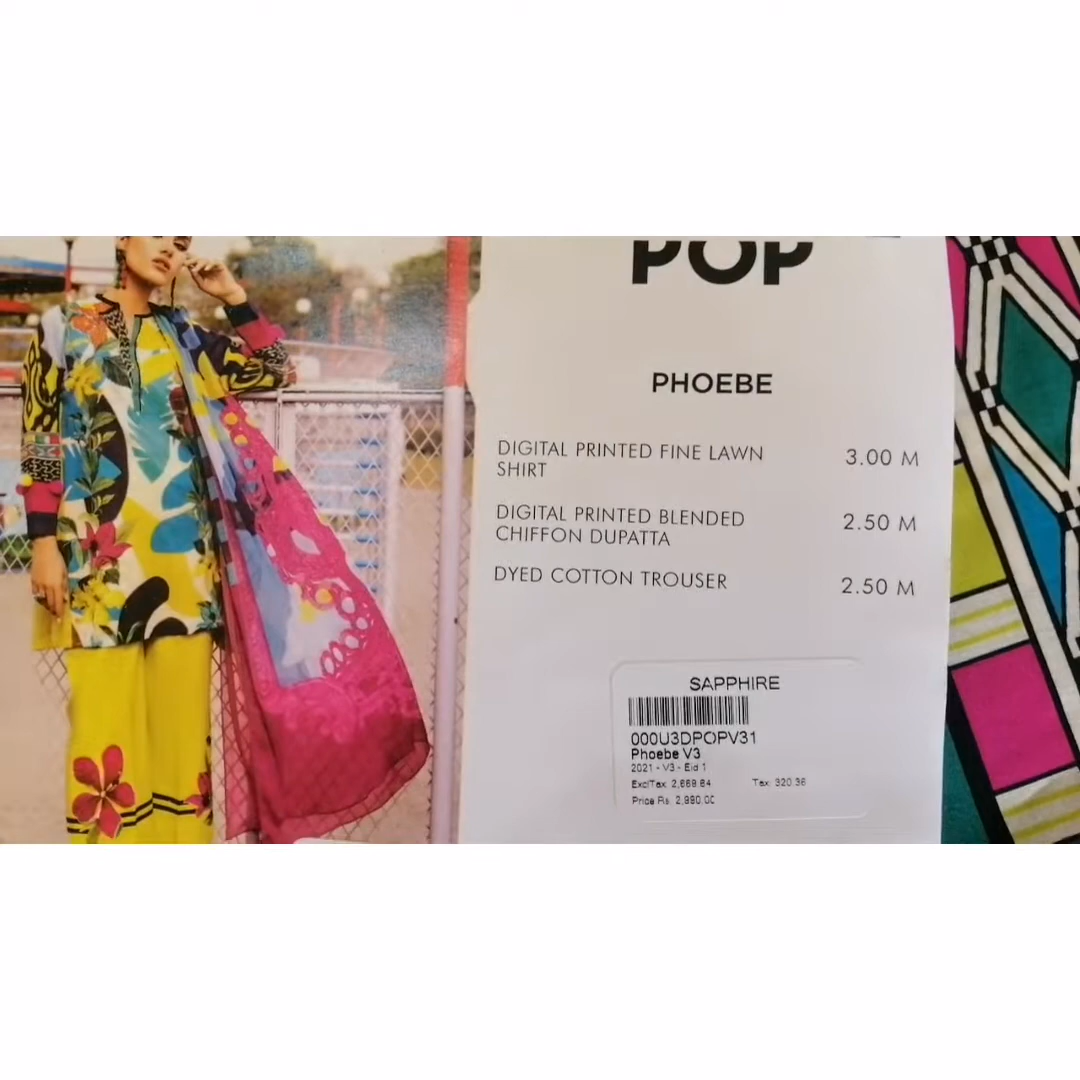 POP
PHOEBE
DIGITAL PRINTED FINE LAWN 3.00 M
SHIRT
DIGITAL PRINTED BLENDED 2.50 M
CHIFFON DUPATTA
DYED COTTON TROUSER 2.50 M
SAPPHIRE
000U3DPOPV31
Phoebe V3
2021 - V3 - Eid 1
ExclTax: 2,669.64 Tax: 320.36
Price Rs. 2,990.00